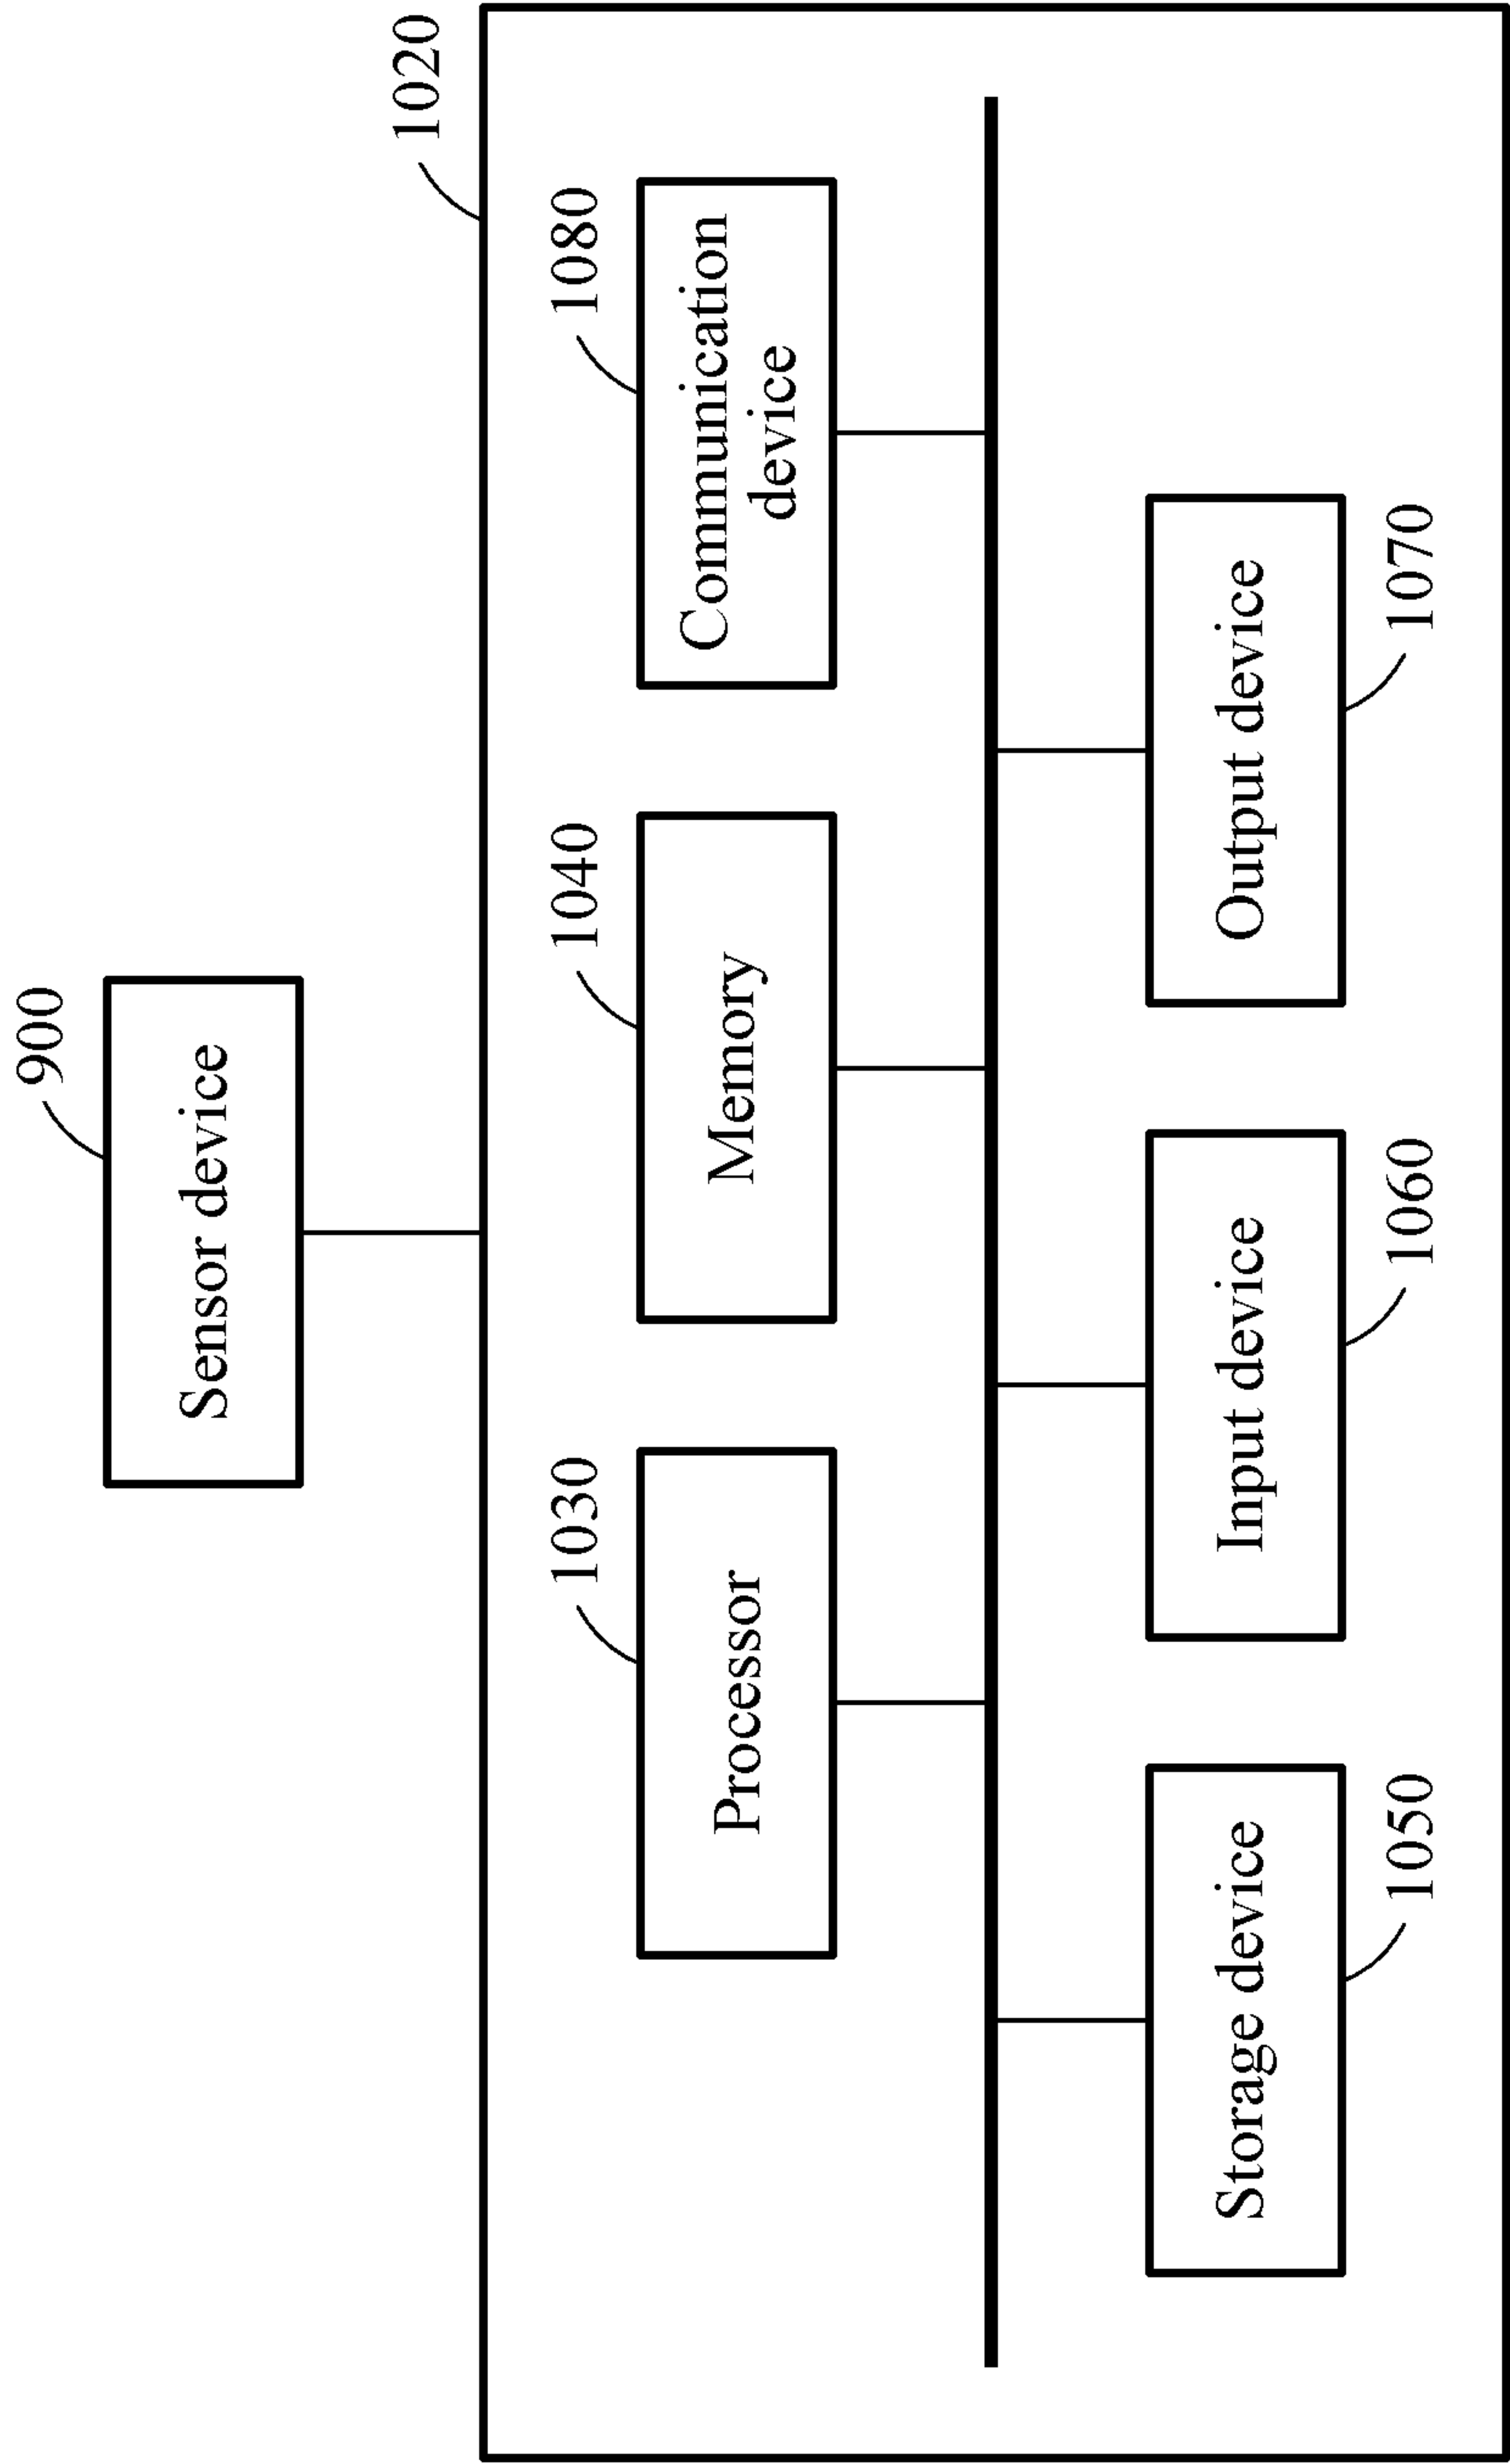 900
Sensor device
1020
1030
1040
1080
Processor
Memory
Communication
device
Storage device
Input device
Output device
1050
1060
1070